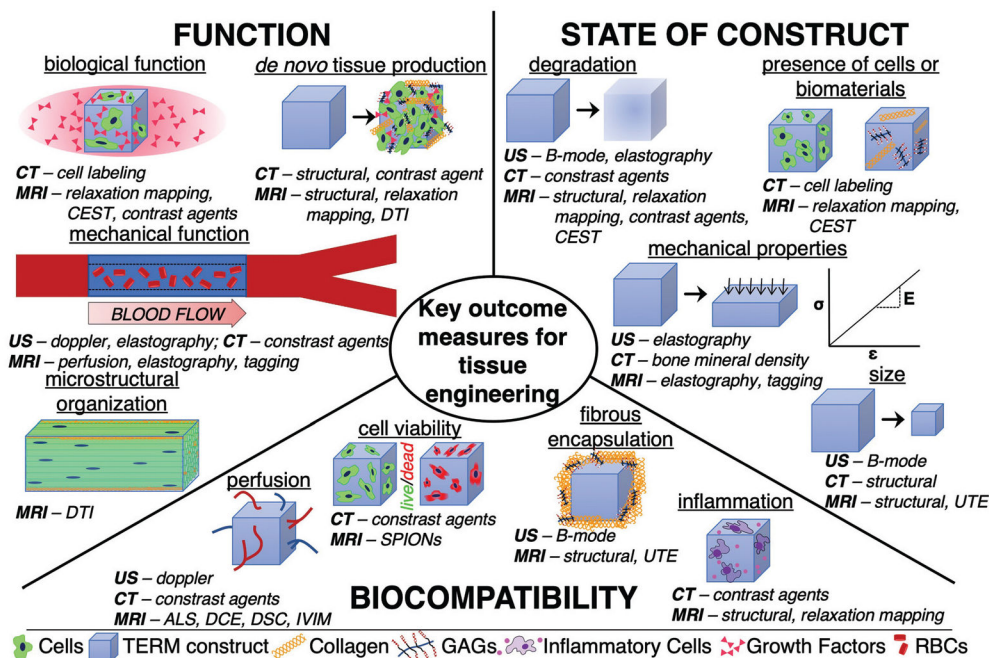 FUNCTION
biological function
CT – cell labeling
MRI – relaxation mapping,
CEST, contrast agents
de novo tissue production
CT – structural, contrast agent
MRI – structural, relaxation
mapping, DTI
mechanical function
BLOOD FLOW
US – doppler, elastography; CT – constrast agents
MRI – perfusion, elastography, tagging
microstructural
organization
MRI – DTI
STATE OF CONSTRUCT
degradation
US – B-mode, elastography
CT – constrast agents
MRI – structural, relaxation
mapping, contrast agents,
CEST
presence of cells or
biomaterials
CT – cell labeling
MRI – relaxation mapping,
CEST
mechanical properties
σ
E
ε
US – elastography
CT – bone mineral density
MRI – elastography, tagging
size
US – B-mode
CT – structural
MRI – structural, UTE
Key outcome
measures for
tissue
engineering
perfusion
US – doppler
CT – constrast agents
MRI – ALS, DCE, DSC, IVIM
cell viability
live/dead
CT – constrast agents
MRI – SPIONs
fibrous
encapsulation
US – B-mode
MRI – structural, UTE
inflammation
CT – contrast agents
MRI – structural, relaxation mapping
BIOCOMPATIBILITY
Cells TERM construct Collagen GAGs Inflammatory Cells Growth Factors RBCs